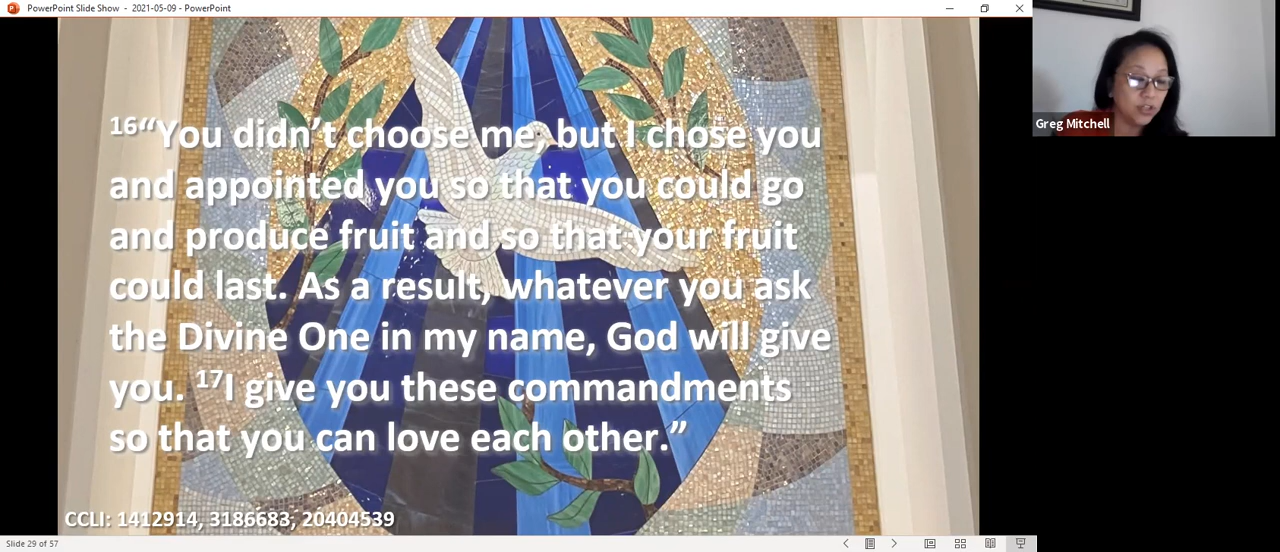 PowerPoint Slide Show - 2021-05-09 - PowerPoint
Greg Mitchell
16“You didn’t choose me, but I chose you
and appointed you so that you could go
and produce fruit and so that your fruit
could last. As a result, whatever you ask
the Divine One in my name, God will give
you. 17I give you these commandments
so that you can love each other.”
CCLI: 1412914, 3186683, 20404539
Slide 29 of 57